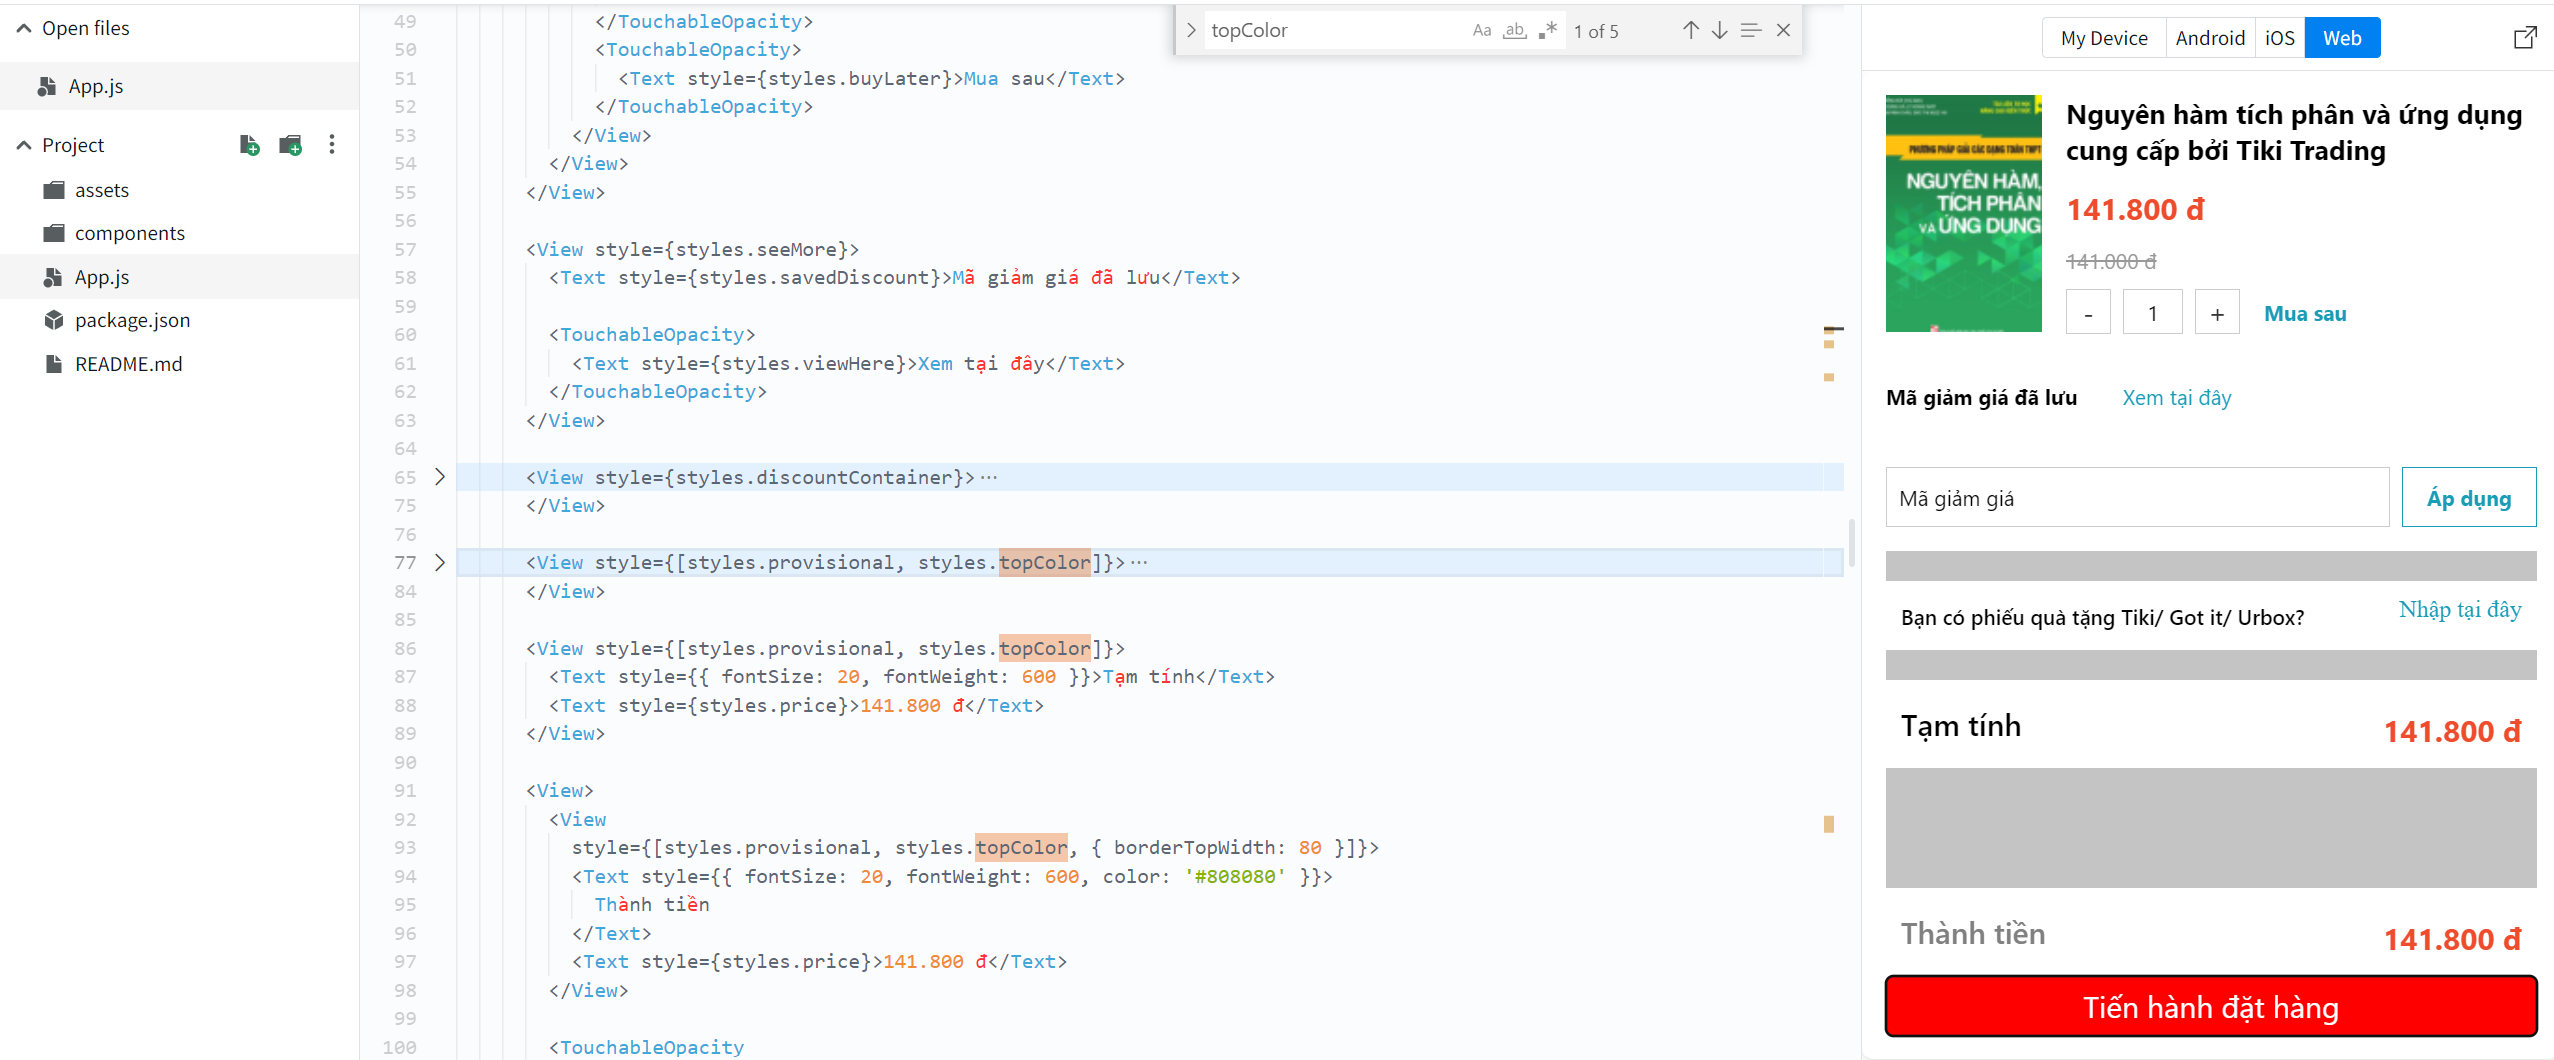 Open files
App.js
Project
assets
components
App.js
package.json
README.md
topColor
Aa ab .* 1 of 5
49 </TouchableOpacity>
50 <TouchableOpacity>
51 <Text style={styles.buyLater}>Mua sau</Text>
52 </TouchableOpacity>
53 </View>
54 </View>
55 </View>
56
57 <View style={styles.seeMore}>
58 <Text style={styles.savedDiscount}>Mã giảm giá đã lưu</Text>
59
60 <TouchableOpacity>
61 <Text style={styles.viewHere}>Xem tại đây</Text>
62 </TouchableOpacity>
63 </View>
64
65 <View style={styles.discountContainer}>···
75 </View>
76
77 <View style={[styles.provisional, styles.topColor]}>···
84 </View>
85
86 <View style={[styles.provisional, styles.topColor]}>
87 <Text style={{ fontSize: 20, fontWeight: 600 }}>Tạm tính</Text>
88 <Text style={styles.price}>141.800 đ</Text>
89 </View>
90
91 <View>
92 <View
93 style={[styles.provisional, styles.topColor, { borderTopWidth: 80 }]}>
94 <Text style={{ fontSize: 20, fontWeight: 600, color: '#808080' }}>
95 Thành tiền
96 </Text>
97 <Text style={styles.price}>141.800 đ</Text>
98 </View>
99
100 <TouchableOpacity
My Device Android iOS Web
PHƯƠNG PHÁP GIẢI CÁC DẠNG TOÁN THPT
NGUYÊN HÀM,
TÍCH PHÂN
VÀ ỨNG DỤNG
Nguyên hàm tích phân và ứng dụng
cung cấp bởi Tiki Trading
141.800 đ
141.000 đ
- 1 + Mua sau
Mã giảm giá đã lưu Xem tại đây
Mã giảm giá Áp dụng
Bạn có phiếu quà tặng Tiki/ Got it/ Urbox? Nhập tại đây
Tạm tính 141.800 đ
Thành tiền 141.800 đ
Tiến hành đặt hàng